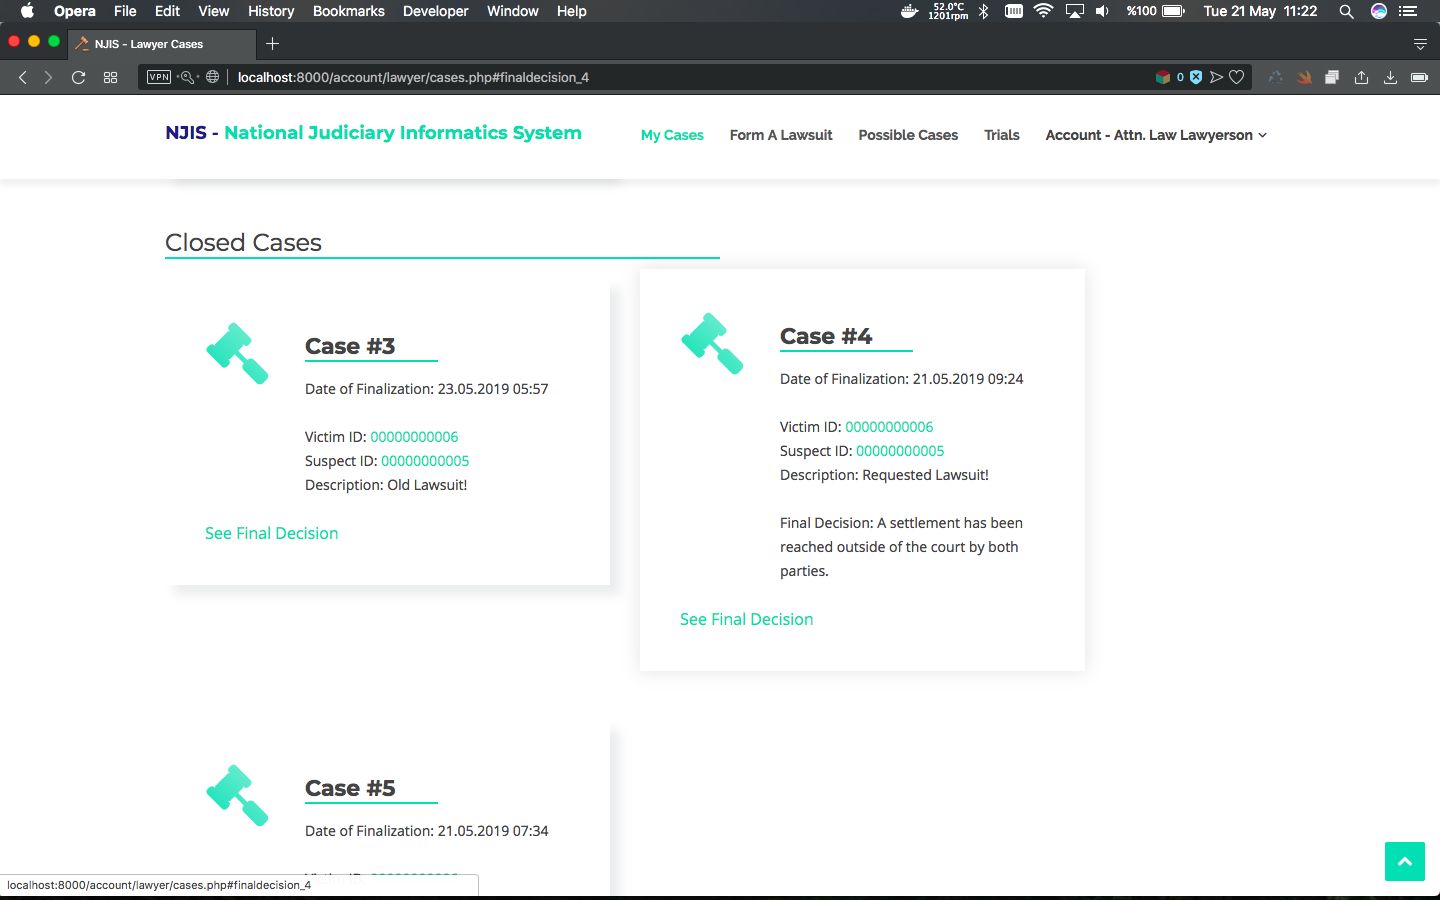 Opera File Edit View History Bookmarks Developer Window Help 52.0°C 1201rpm %100 Tue 21 May 11:22
NJIS - Lawyer Cases
VPN localhost:8000/account/lawyer/cases.php#finaldecision_4 0
NJIS - National Judiciary Informatics System My Cases Form A Lawsuit Possible Cases Trials Account - Attn. Law Lawyerson
Closed Cases
Case #3
Date of Finalization: 23.05.2019 05:57
Victim ID: 00000000006
Suspect ID: 00000000005
Description: Old Lawsuit!
See Final Decision
Case #4
Date of Finalization: 21.05.2019 09:24
Victim ID: 00000000006
Suspect ID: 00000000005
Description: Requested Lawsuit!
Final Decision: A settlement has been
reached outside of the court by both
parties.
See Final Decision
Case #5
Date of Finalization: 21.05.2019 07:34
localhost:8000/account/lawyer/cases.php#finaldecision_4